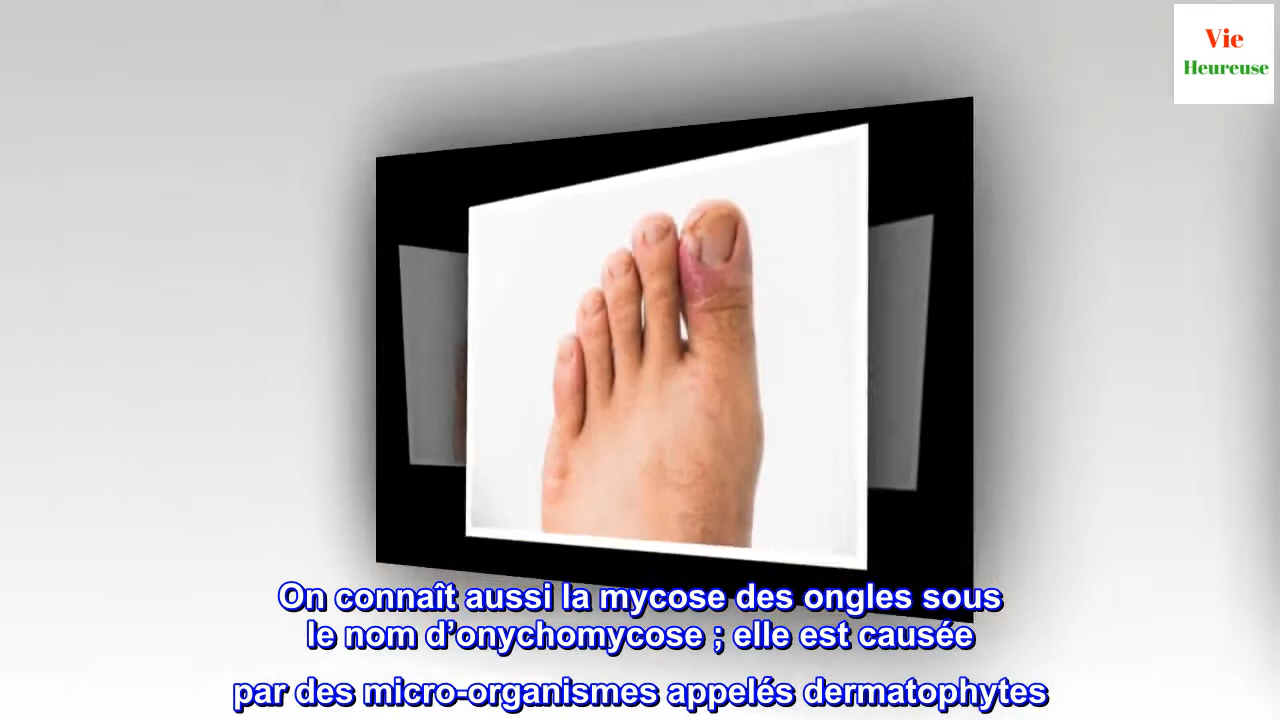 Vie
Heureuse
On connaît aussi la mycose des ongles sous
le nom d’onychomycose ; elle est causée
par des micro-organismes appelés dermatophytes